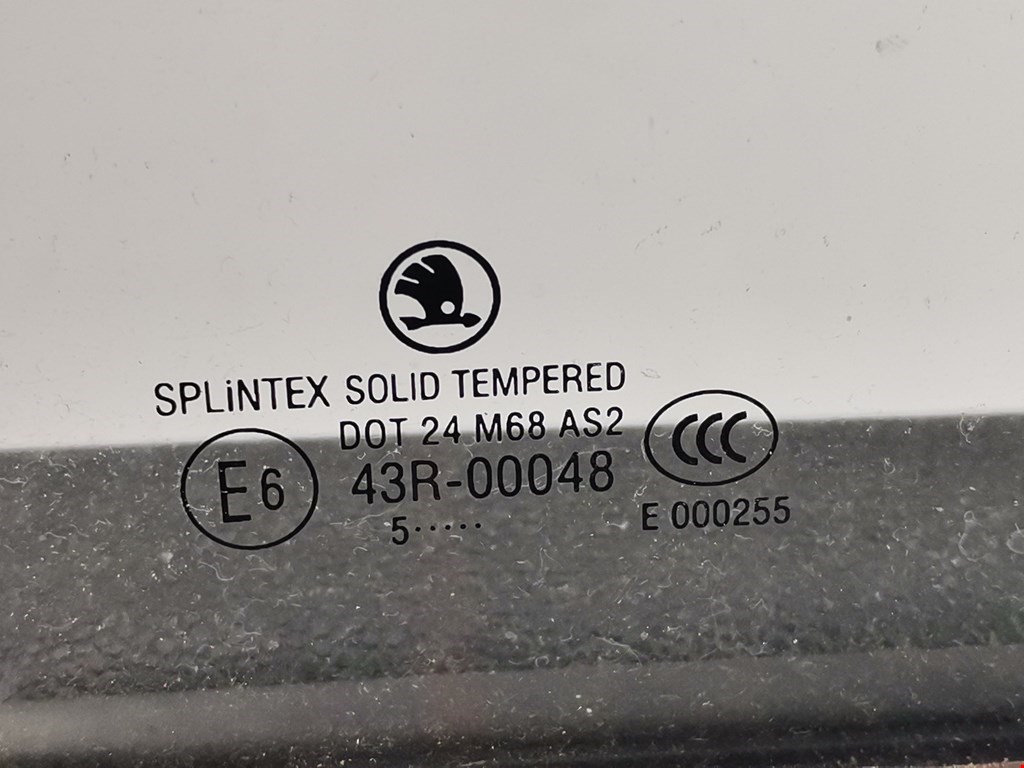 SPLiNTEX SOLID TEMPERED
DOT 24 M68 AS2
E6
43R-00048
CCC
5·····
E 000255